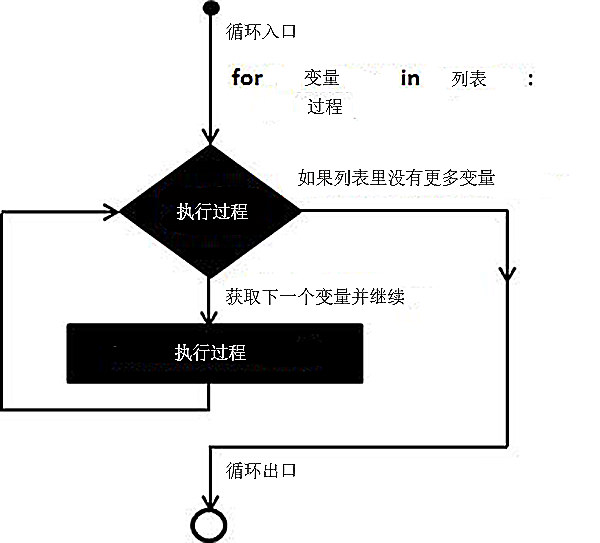 循环入口
for 变量 in 列表 :
过程
如果列表里没有更多变量
执行过程
获取下一个变量并继续
执行过程
循环出口